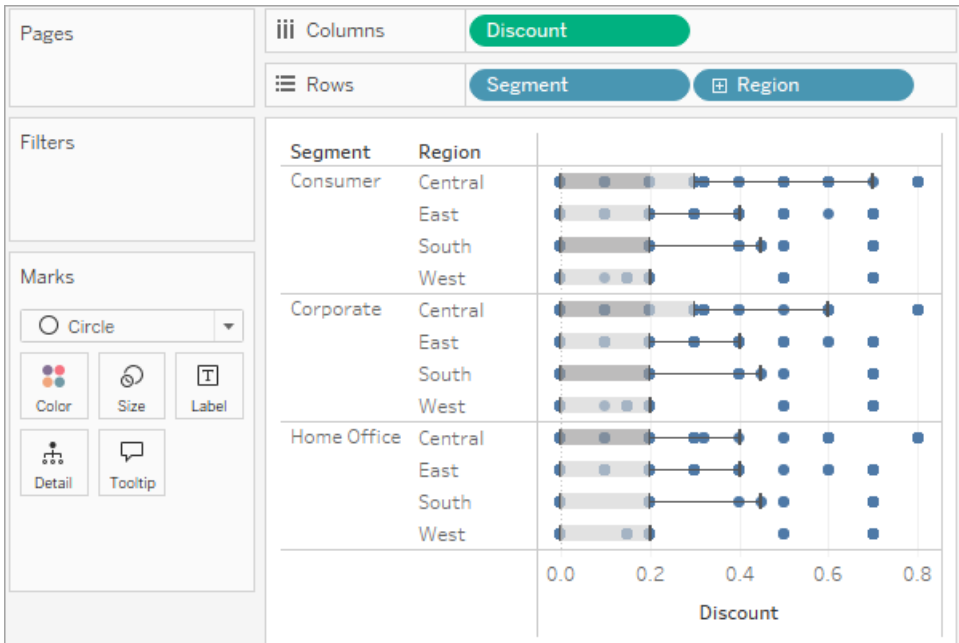 Pages
Columns
Discount
Rows
Segment
Region
Filters
Marks
Circle
Color
Size
Label
Detail
Tooltip
Segment Region
Consumer Central
East
South
West
Corporate Central
East
South
West
Home Office Central
East
South
West
0.0 0.2 0.4 0.6 0.8
Discount